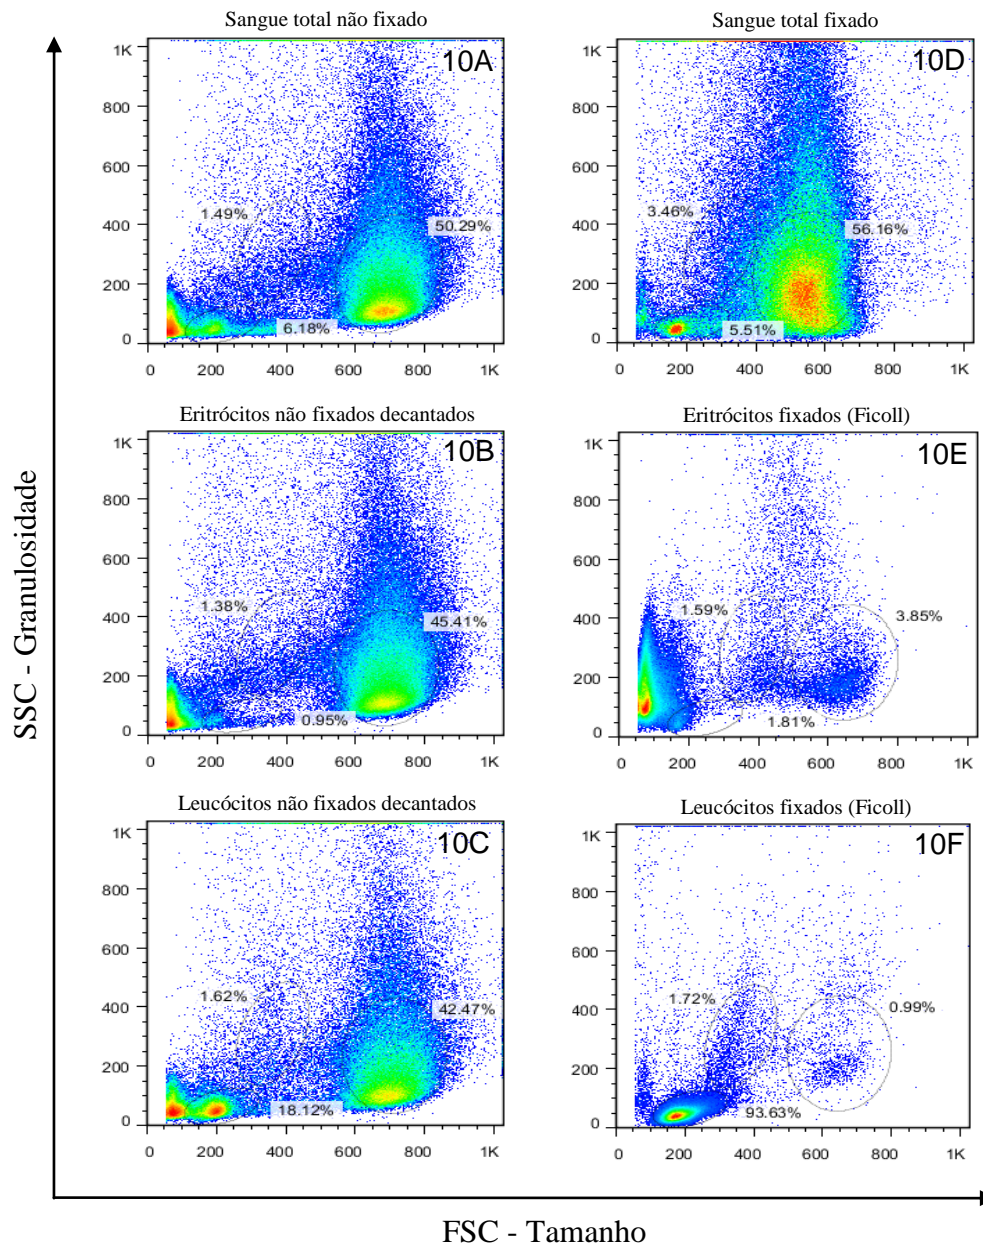 Sangue total não fixado
10A
1K
800
600
400
200
0
1.49%
50.29%
6.18%
0 200 400 600 800 1K
Sangue total fixado
10D
1K
800
600
400
200
0
3.46%
56.16%
5.51%
0 200 400 600 800 1K
Eritrócitos não fixados decantados
10B
1K
800
600
400
200
0
1.38%
45.41%
0.95%
0 200 400 600 800 1K
Eritrócitos fixados (Ficoll)
10E
1K
800
600
400
200
0
1.59%
3.85%
1.81%
0 200 400 600 800 1K
Leucócitos não fixados decantados
10C
1K
800
600
400
200
0
1.62%
42.47%
18.12%
0 200 400 600 800 1K
Leucócitos fixados (Ficoll)
10F
1K
800
600
400
200
0
1.72%
0.99%
93.63%
0 200 400 600 800 1K
SSC - Granulosidade
FSC - Tamanho